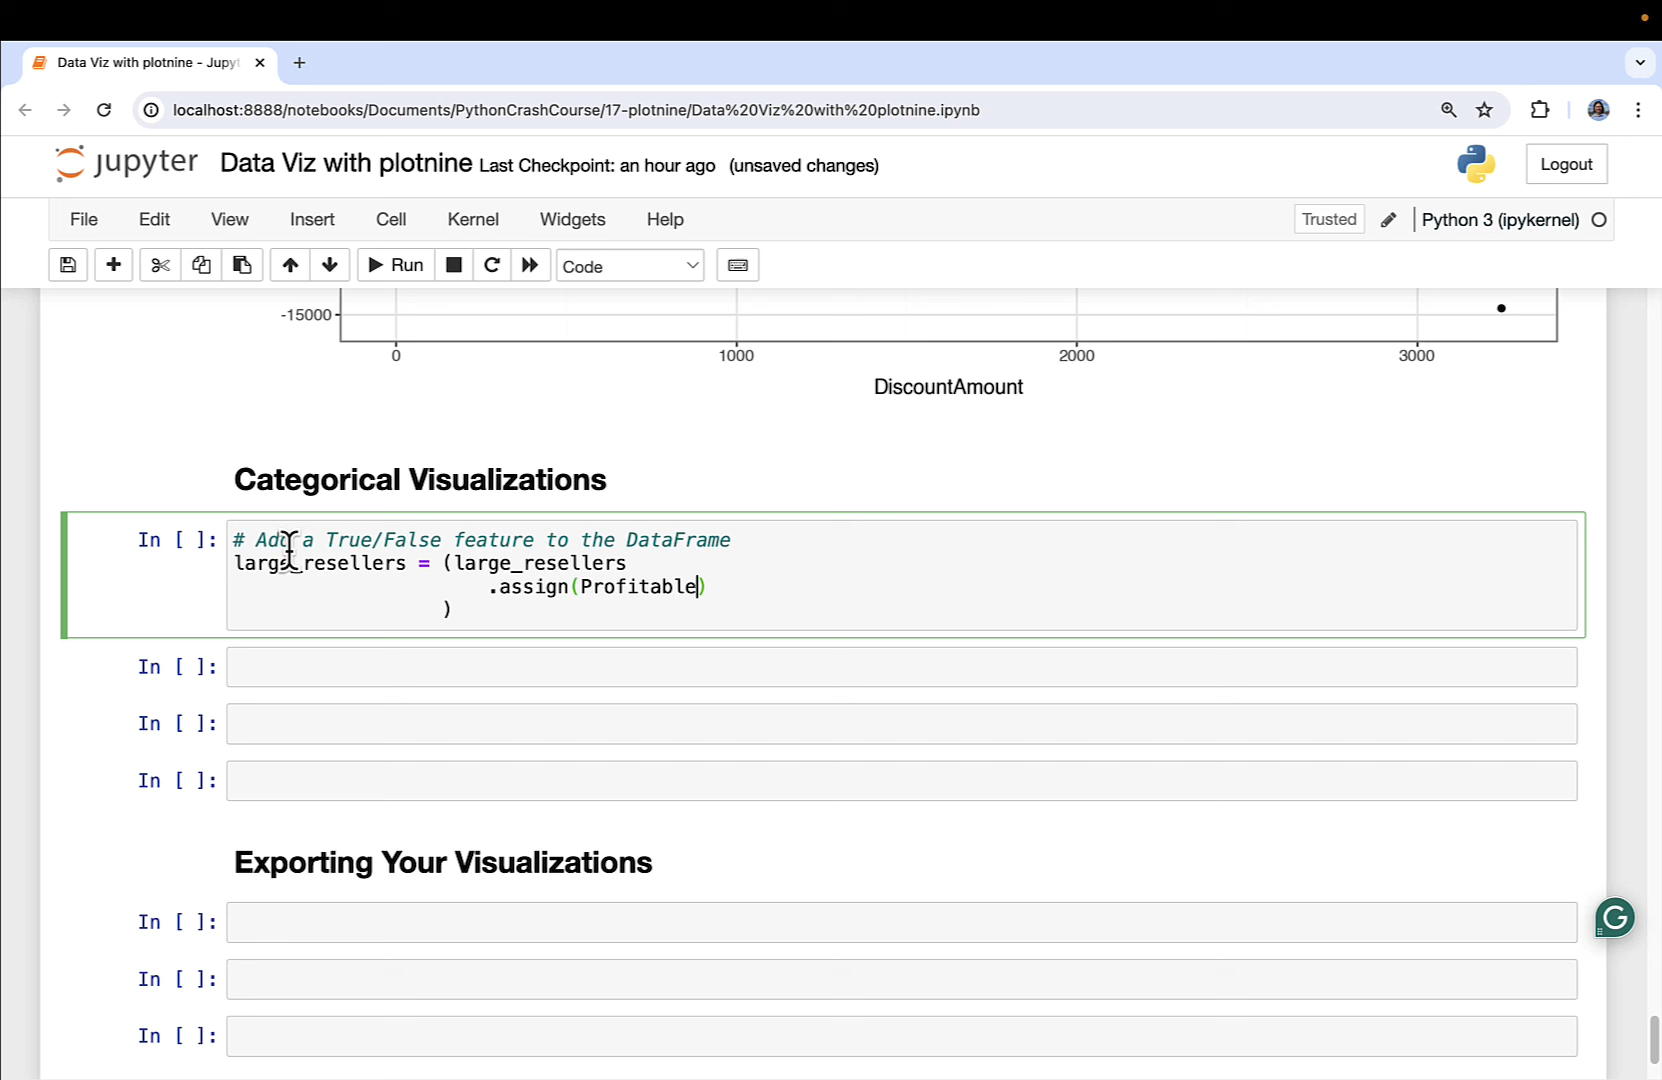 Data Viz with plotnine - Jupyt
localhost:8888/notebooks/Documents/PythonCrashCourse/17-plotnine/Data%20Viz%20with%20plotnine.ipynb
jupyter Data Viz with plotnine Last Checkpoint: an hour ago (unsaved changes) Logout
File Edit View Insert Cell Kernel Widgets Help Trusted Python 3 (ipykernel)
Run Code
-15000
0 1000 2000 3000
DiscountAmount
Categorical Visualizations
In [ ]: # Add a True/False feature to the DataFrame
large_resellers = (large_resellers
.assign(Profitable)
)
In [ ]:
In [ ]:
In [ ]:
Exporting Your Visualizations
In [ ]:
In [ ]:
In [ ]: